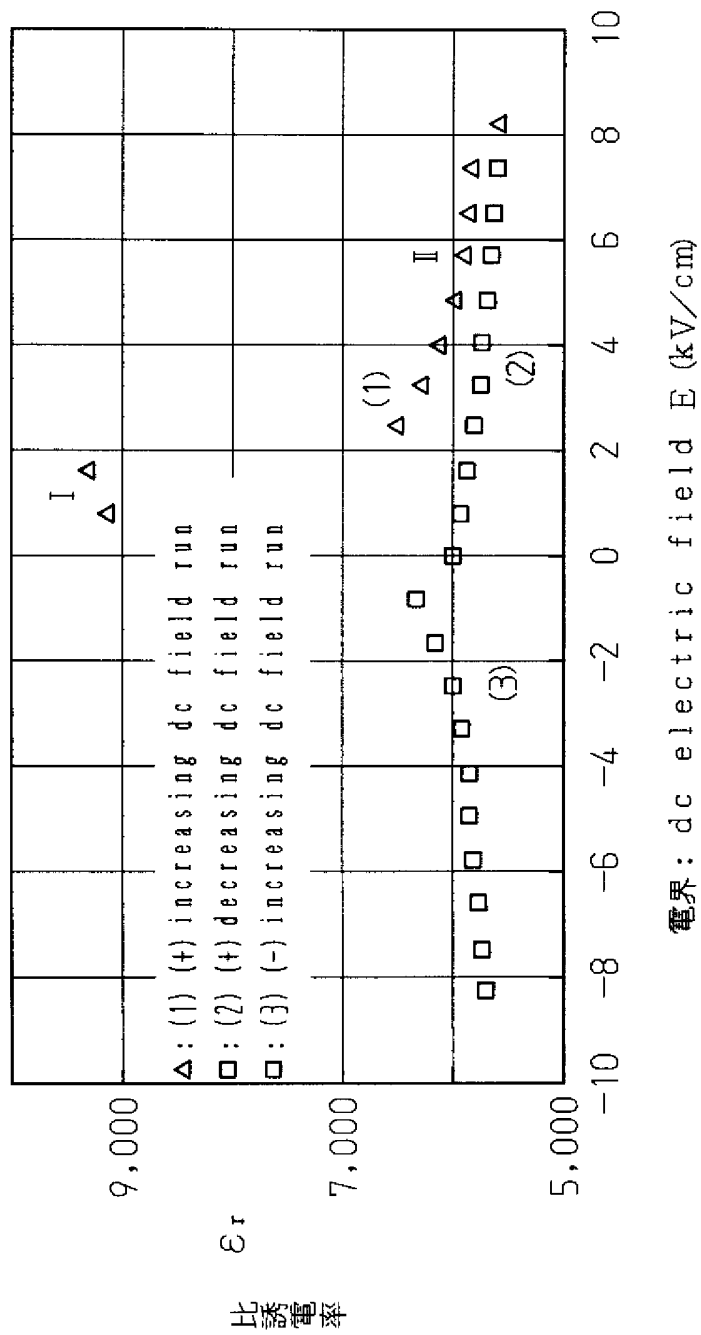 比誘電率
εr
9,000
7,000
5,000
I
II
(1)
(2)
(3)
△ : (1) (+) increasing dc field run
□ : (2) (+) decreasing dc field run
□ : (3) (-) increasing dc field run
-10 -8 -6 -4 -2 0 2 4 6 8 10
電界 : dc electric field E (kV/cm)